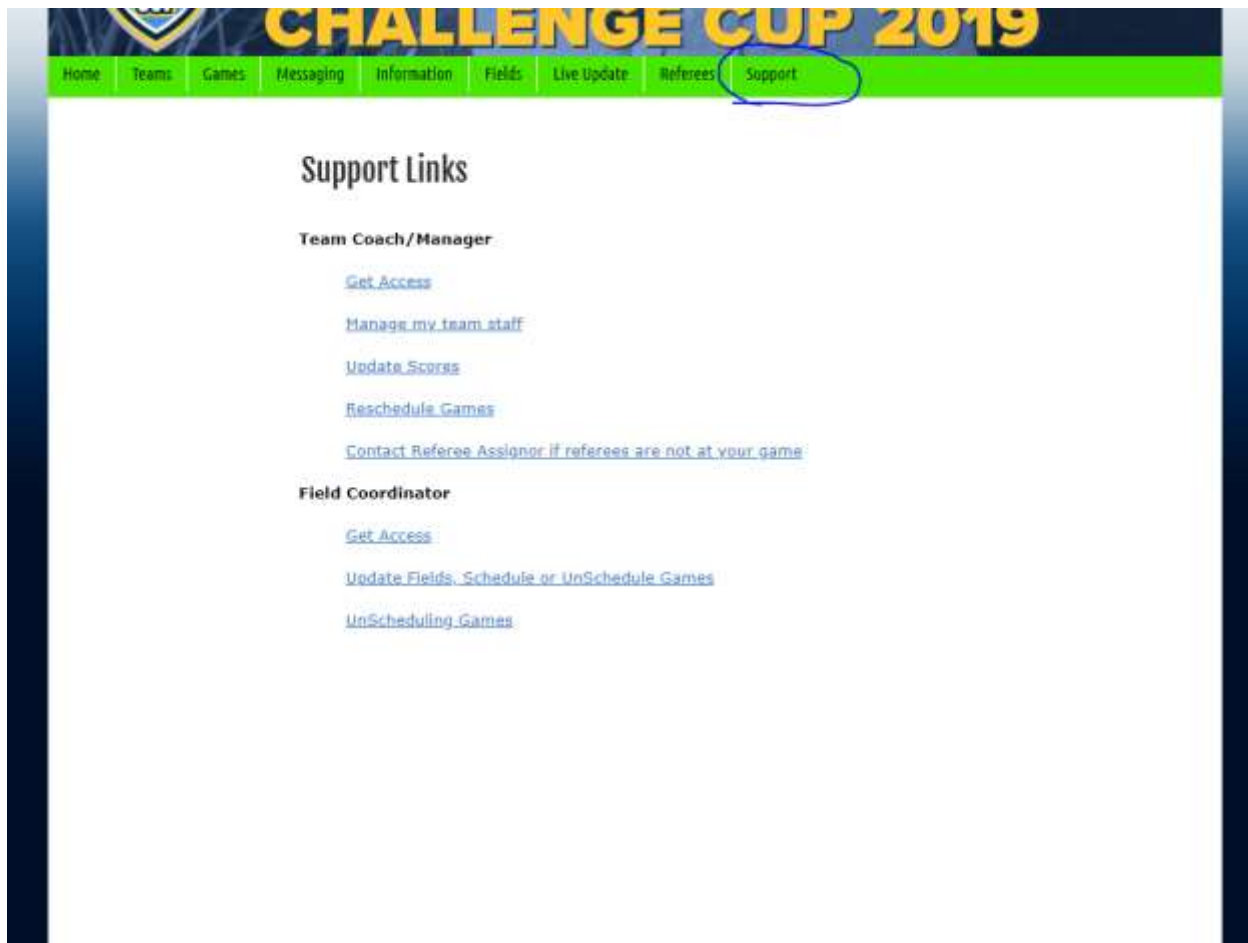 CHALLENGE CUP 2019
Home Teams Games Messaging Information Fields Live Update Referees Support
Support Links
Team Coach/Manager
Get Access
Manage my team staff
Update Scores
Reschedule Games
Contact Referee Assignor if referees are not at your game
Field Coordinator
Get Access
Update Fields, Schedule or UnSchedule Games
UnScheduling Games